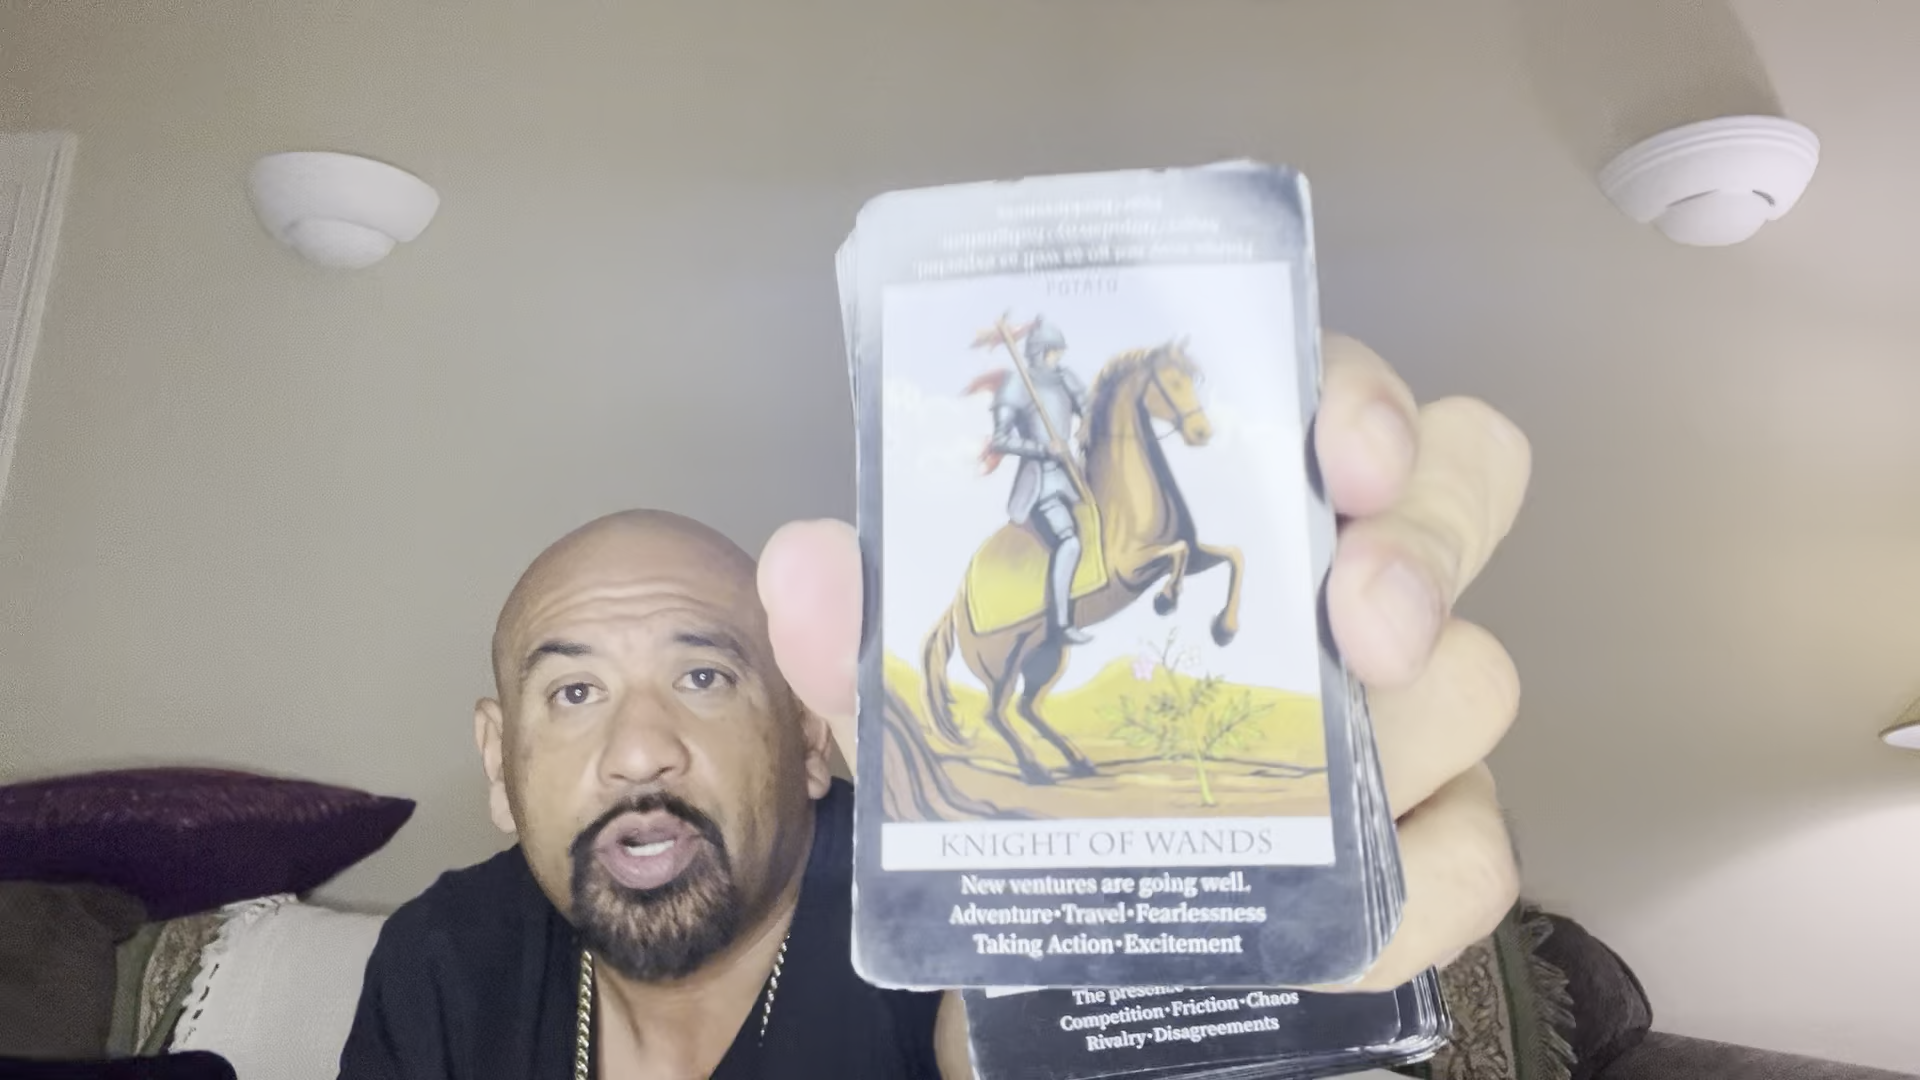 POTATO
KNIGHT OF WANDS
New ventures are going well.
Adventure•Travel•Fearlessness
Taking Action•Excitement
The presence
Competition•Friction•Chaos
Rivalry•Disagreements